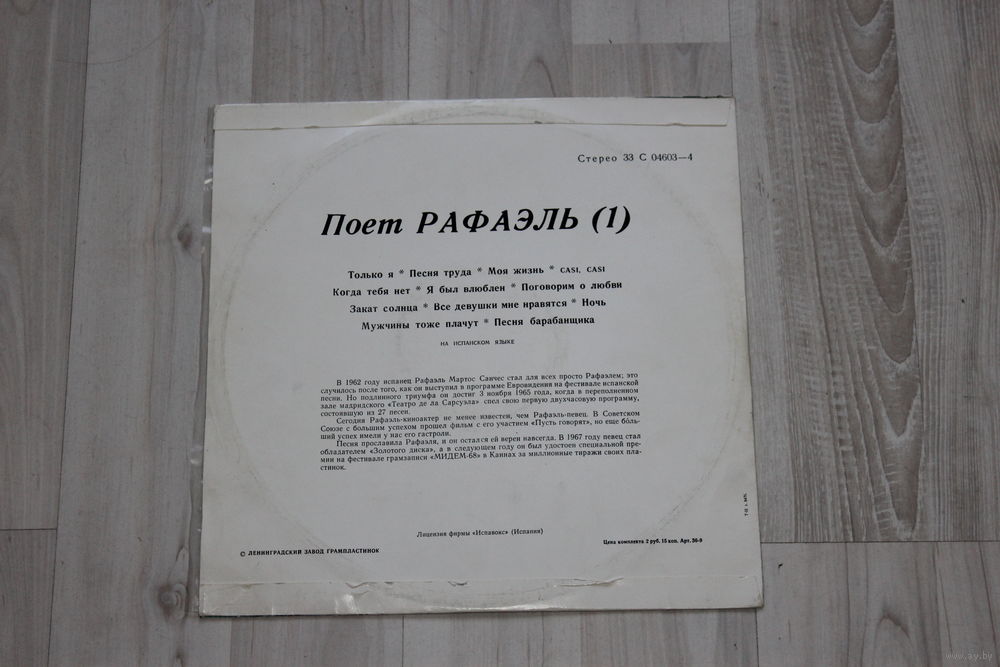 Стерео 33 С 04603—4
Поет РАФАЭЛЬ (1)
Только я * Песня труда * Моя жизнь * CASI, CASI
Когда тебя нет * Я был влюблен * Поговорим о любви
Закат солнца * Все девушки мне нравятся * Ночь
Мужчины тоже плачут * Песня барабанщика
НА ИСПАНСКОМ ЯЗЫКЕ
В 1962 году испанец Рафаэль Мартос Санчес стал для всех просто Рафаэлем; это
случилось после того, как он выступил в программе Евровидения на фестивале испанской
песни. Но подлинного триумфа он достиг 3 ноября 1965 года, когда в переполненном
зале мадридского «Театро де ла Сарсуэла» спел свою первую двухчасовую программу,
состоявшую из 27 песен.
Сегодня Рафаэль-киноактер не менее известен, чем Рафаэль-певец. В Советском
Союзе с большим успехом прошел фильм с его участием «Пусть говорят», но еще боль-
ший успех имели у нас его гастроли.
Песня прославила Рафаэля, и он остался ей верен навсегда. В 1967 году певец стал
обладателем «Золотого диска», а в следующем году он был удостоен специальной пре-
мии на фестивале грамзаписи «МИДЕМ-68» в Каннах за миллионные тиражи своих пла-
стинок.
Лицензия фирмы «Испавокс» (Испания)
© ЛЕНИНГРАДСКИЙ ЗАВОД ГРАМПЛАСТИНОК
Цена комплекта 2 руб. 15 коп. Арт. 36-9
www.ay.by